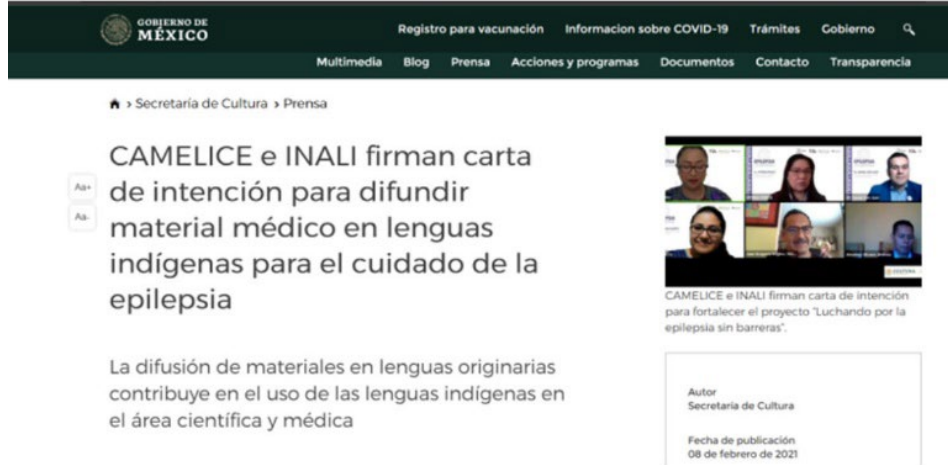 GOBIERNO DE
MÉXICO
Registro para vacunación Informacion sobre COVID-19 Trámites Gobierno
Multimedia Blog Prensa Acciones y programas Documentos Contacto Transparencia
> Secretaría de Cultura > Prensa
CAMELICE e INALI firman carta
de intención para difundir
material médico en lenguas
indígenas para el cuidado de la
epilepsia
Aa+
Aa-
La difusión de materiales en lenguas originarias
contribuye en el uso de las lenguas indígenas en
el área científica y médica
CAMELICE e INALI firman carta de intención
para fortalecer el proyecto "Luchando por la
epilepsia sin barreras".
Autor
Secretaría de Cultura
Fecha de publicación
08 de febrero de 2021